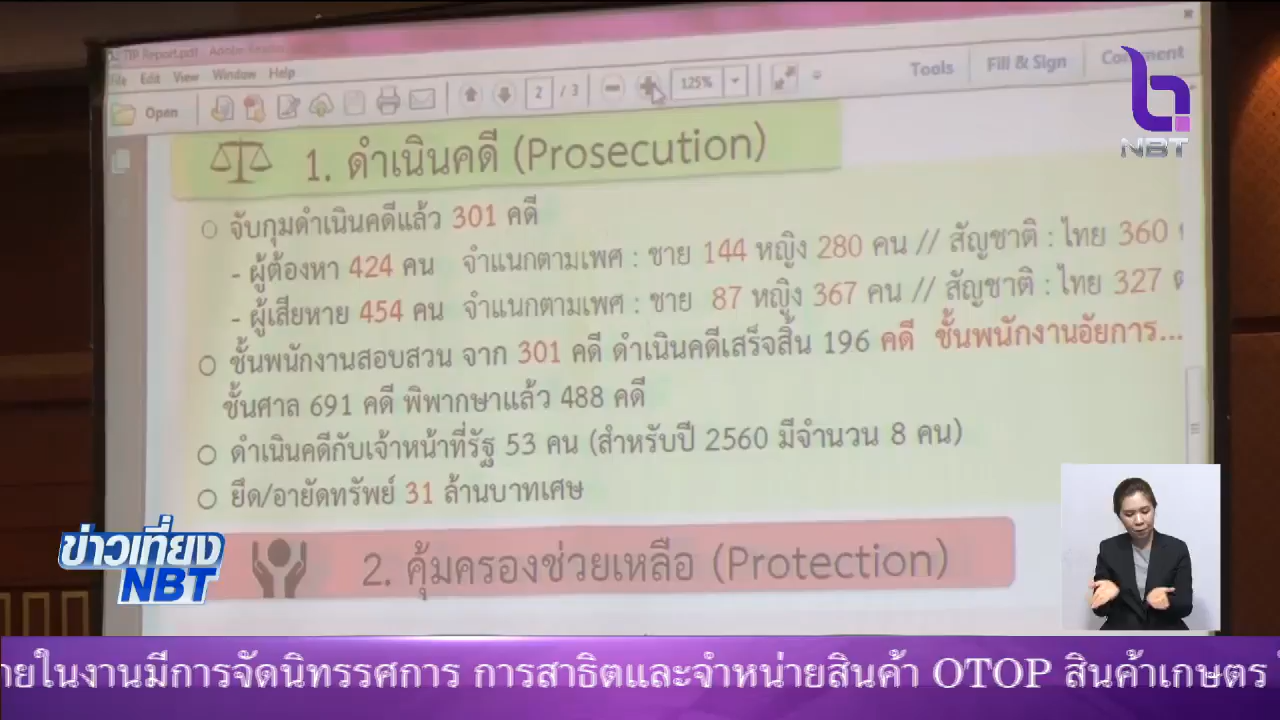 TIP Report.pdf - Adobe Reader
File Edit View Window Help
Open 2 / 3 125% Tools Fill & Sign Comment
NBT
1. ดำเนินคดี (Prosecution)
จับกุมดำเนินคดีแล้ว 301 คดี
- ผู้ต้องหา 424 คน จำแนกตามเพศ : ชาย 144 หญิง 280 คน // สัญชาติ : ไทย 360
- ผู้เสียหาย 454 คน จำแนกตามเพศ : ชาย 87 หญิง 367 คน // สัญชาติ : ไทย 327
ชั้นพนักงานสอบสวน จาก 301 คดี ดำเนินคดีเสร็จสิ้น 196 คดี ชั้นพนักงานอัยการ...
ชั้นศาล 691 คดี พิพากษาแล้ว 488 คดี
ดำเนินคดีกับเจ้าหน้าที่รัฐ 53 คน (สำหรับปี 2560 มีจำนวน 8 คน)
ยึด/อายัดทรัพย์ 31 ล้านบาทเศษ
2. คุ้มครองช่วยเหลือ (Protection)
ข่าวเที่ยง
NBT
ายในงานมีการจัดนิทรรศการ การสาธิตและจำหน่ายสินค้า OTOP สินค้าเกษตร